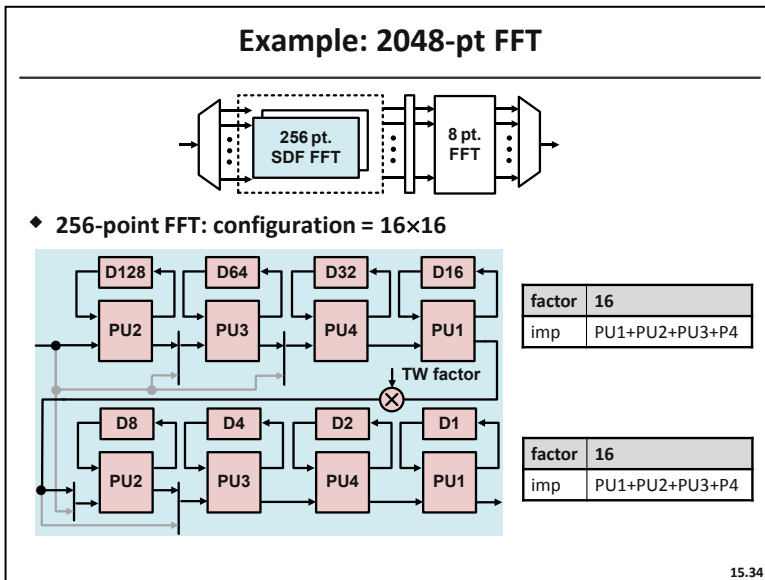 Example: 2048-pt FFT
256 pt.
SDF FFT
8 pt.
FFT
◆ 256-point FFT: configuration = 16×16
D128 D64 D32 D16
PU2 PU3 PU4 PU1
factor 16
imp PU1+PU2+PU3+P4
TW factor
D8 D4 D2 D1
PU2 PU3 PU4 PU1
factor 16
imp PU1+PU2+PU3+P4
15.34